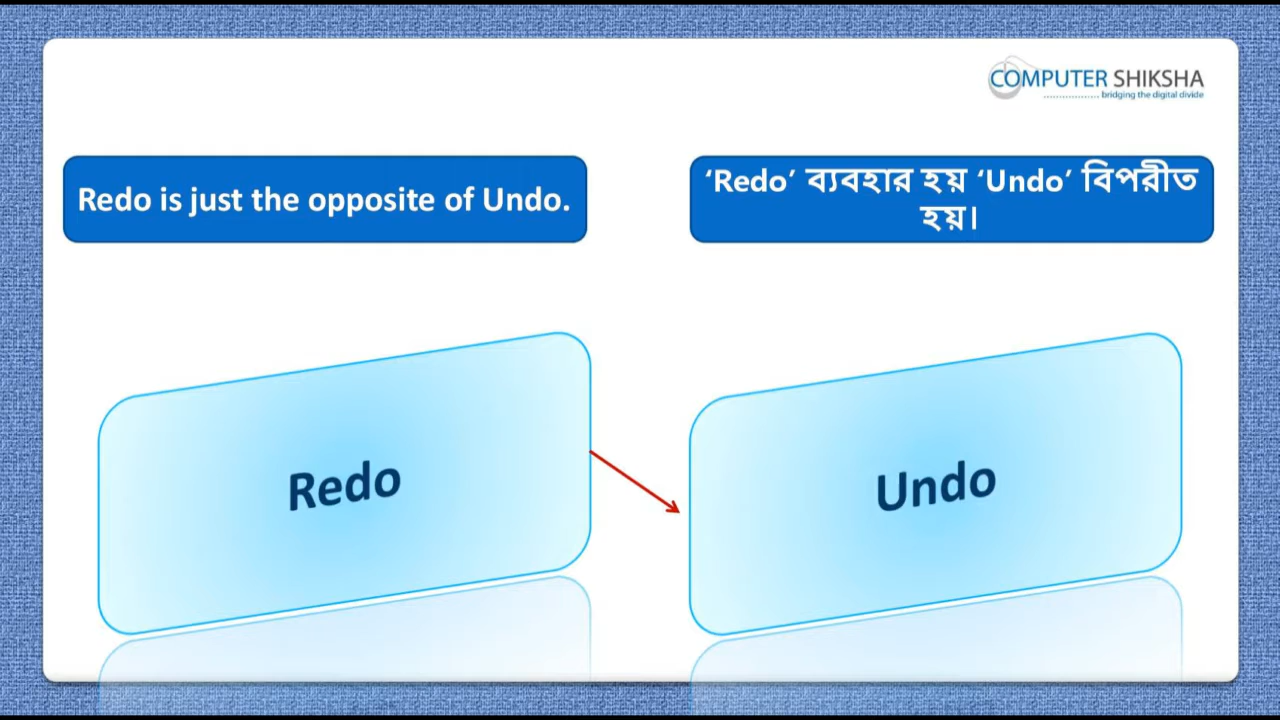 COMPUTER SHIKSHA
bridging the digital divide
Redo is just the opposite of Undo.
‘Redo’ ব্যবহার হয় ‘Undo’ বিপরীত
হয়।
Redo
Undo